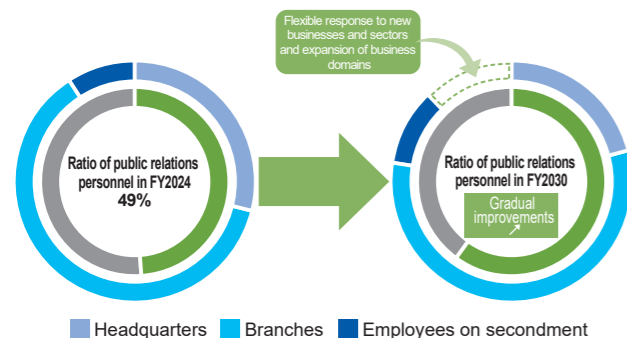 Flexible response to new
businesses and sectors
and expansion of business
domains
Ratio of public relations
personnel in FY2024
49%
Ratio of public relations
personnel in FY2030
Gradual
improvements
↗
Headquarters
Branches
Employees on secondment